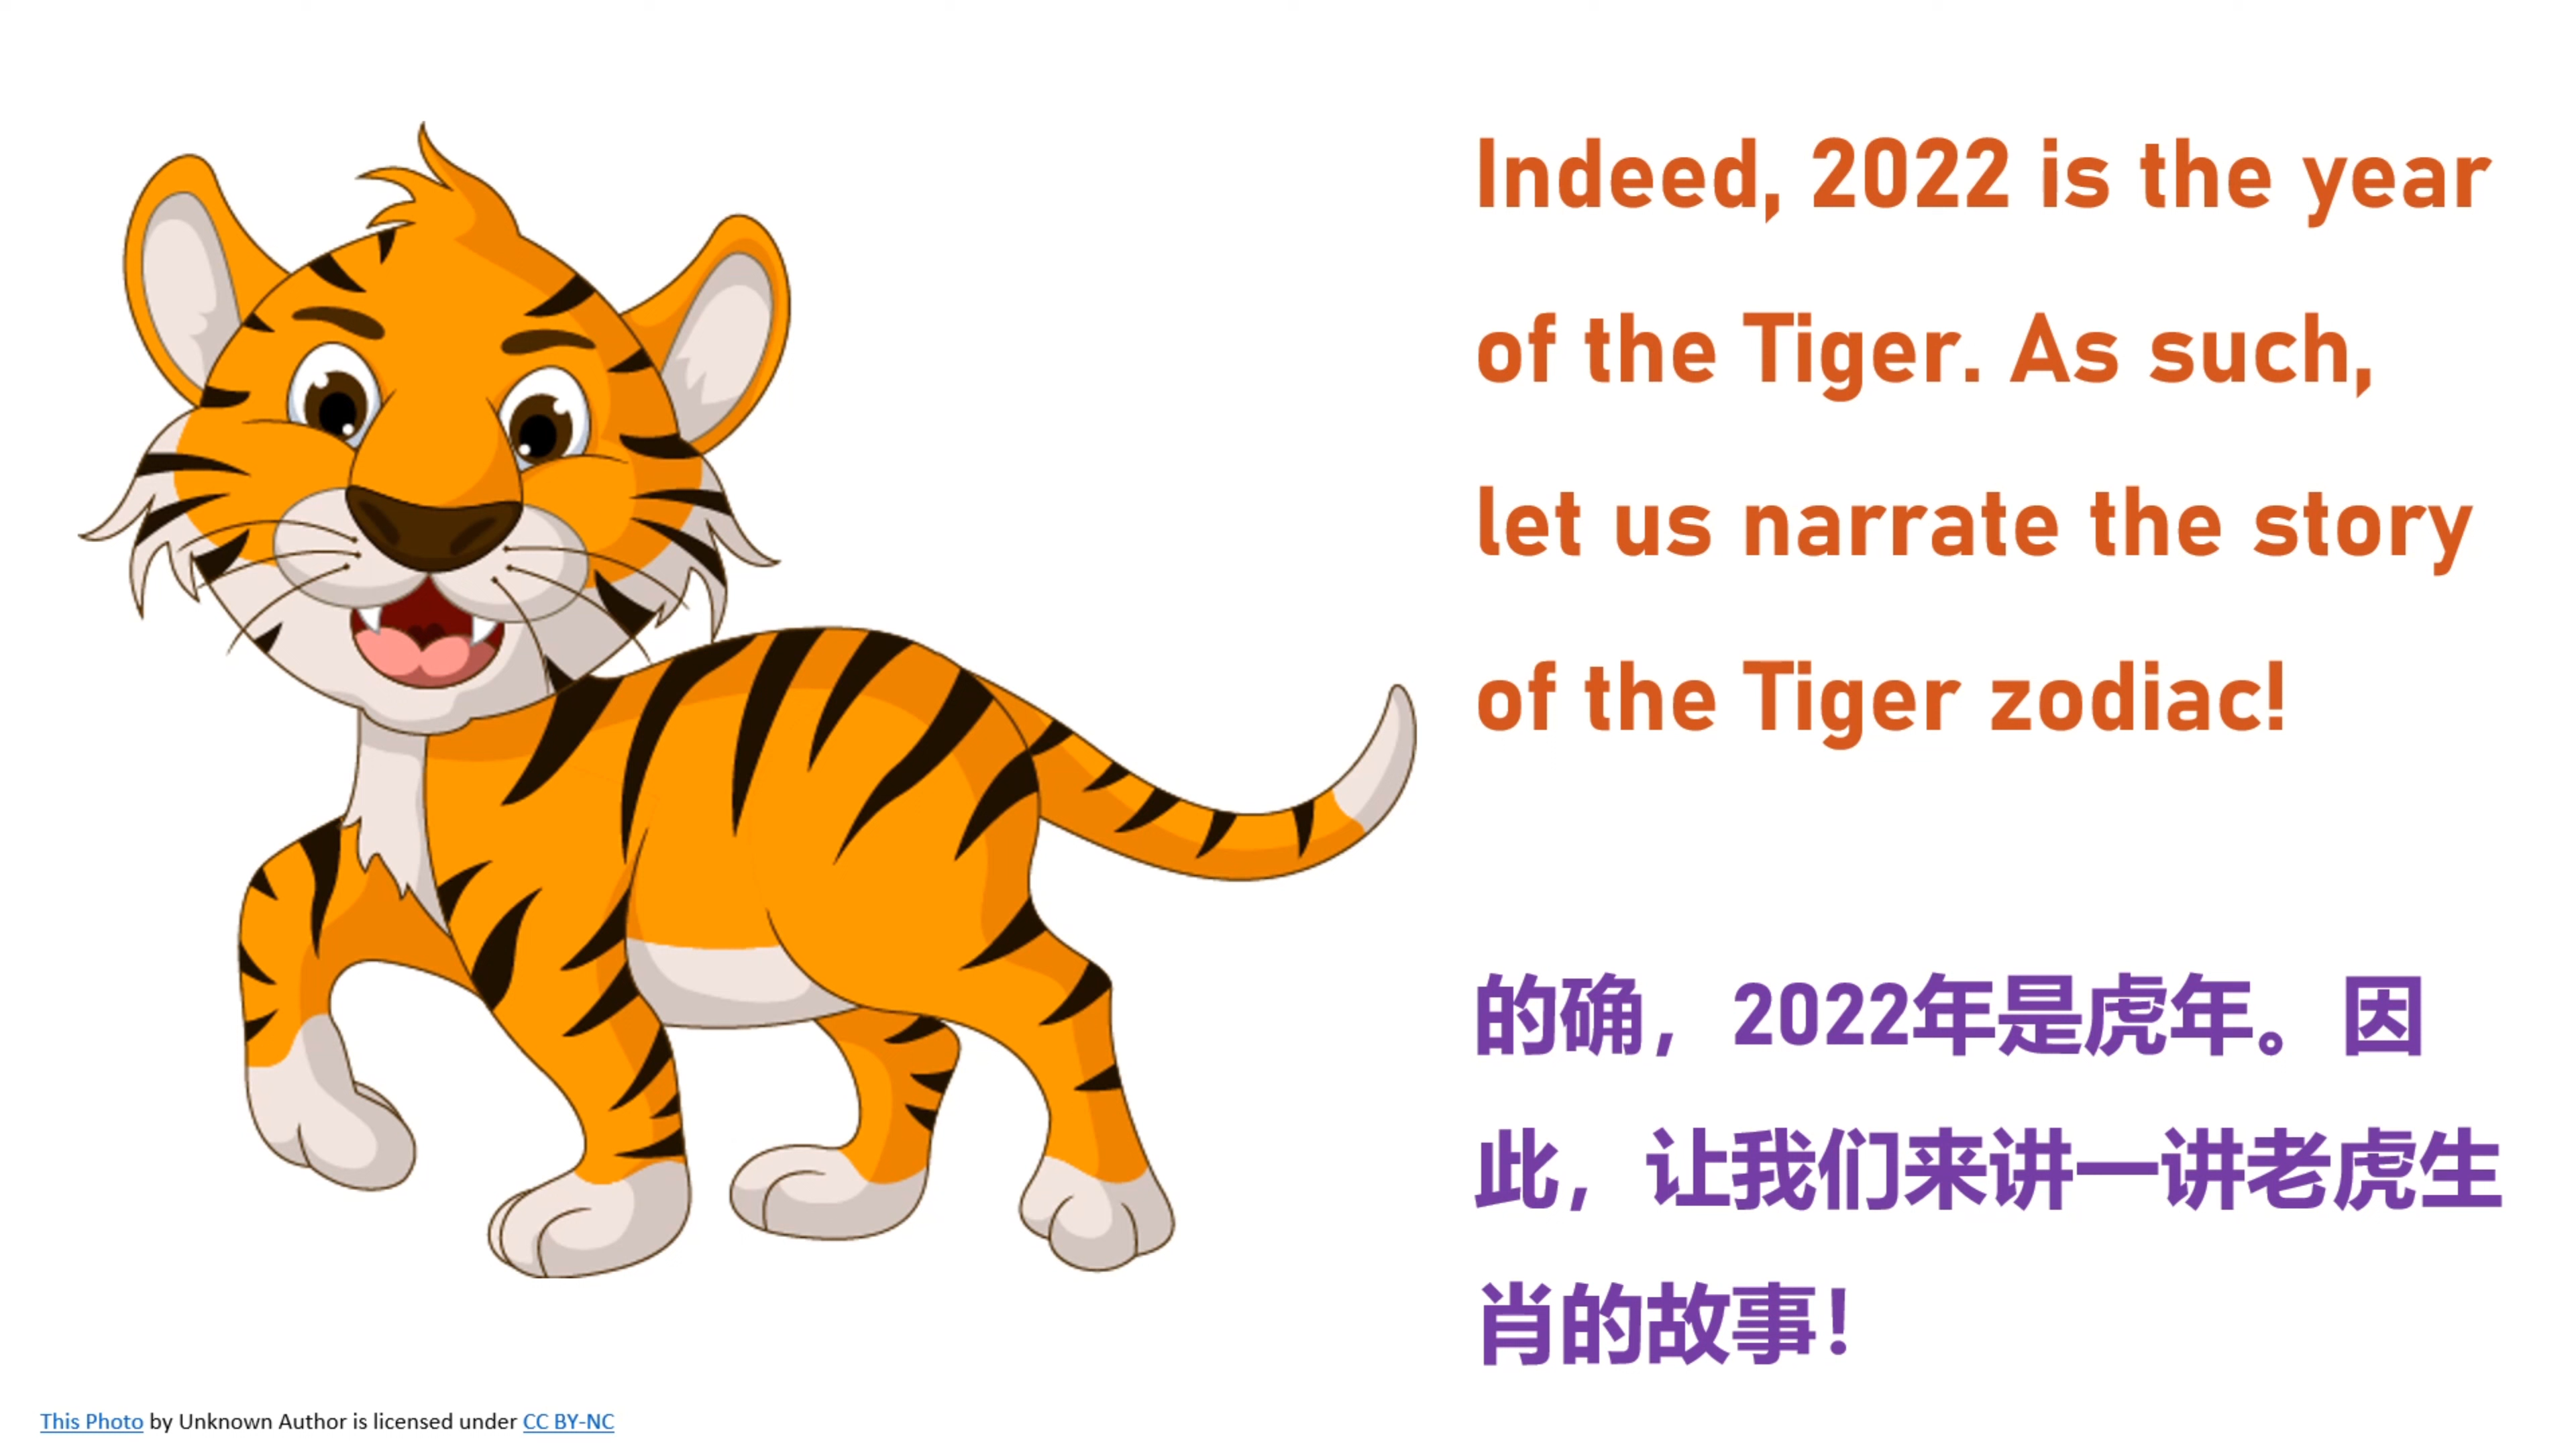 Indeed, 2022 is the year
of the Tiger. As such,
let us narrate the story
of the Tiger zodiac!
的确，2022年是虎年。因
此，让我们来讲一讲老虎生
肖的故事！
This Photo by Unknown Author is licensed under CC BY-NC